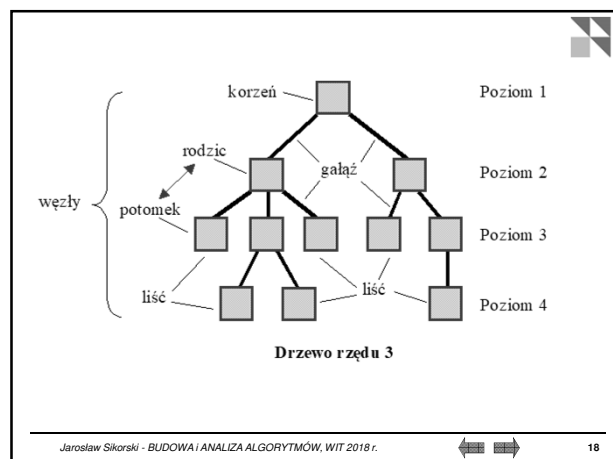 korzeń
Poziom 1
rodzic
gałąź
Poziom 2
węzły
potomek
Poziom 3
liść
liść
Poziom 4
Drzewo rzędu 3
Jarosław Sikorski - BUDOWA i ANALIZA ALGORYTMÓW, WIT 2018 r.
18